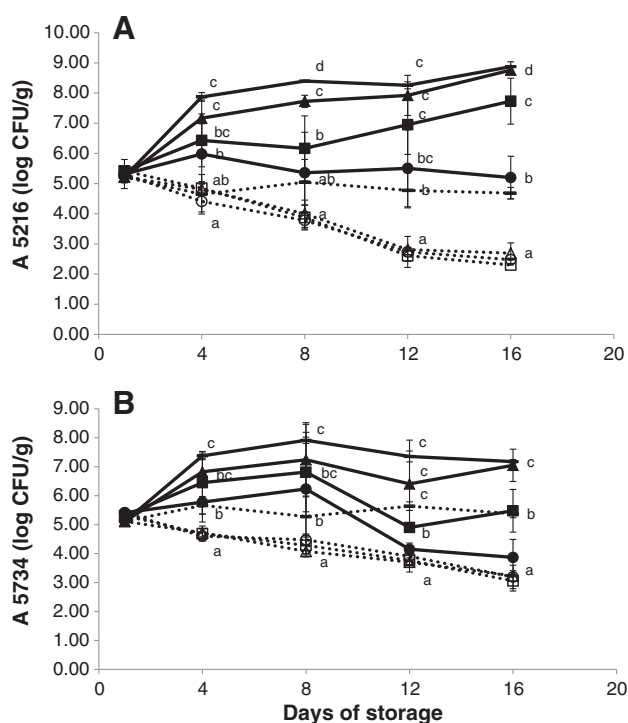 A
A 5216 (log CFU/g)
10.00
9.00
8.00
7.00
6.00
5.00
4.00
3.00
2.00
1.00
0.00
c
d
c
d
c
c
c
c
bc
b
c
b
bc
b
ab
ab
b
a
a
a
a
0
4
8
12
16
20
B
A 5734 (log CFU/g)
9.00
8.00
7.00
6.00
5.00
4.00
3.00
2.00
1.00
0.00
c
c
c
c
c
bc
bc
c
b
b
b
b
a
a
a
a
0
4
8
12
16
20
Days of storage